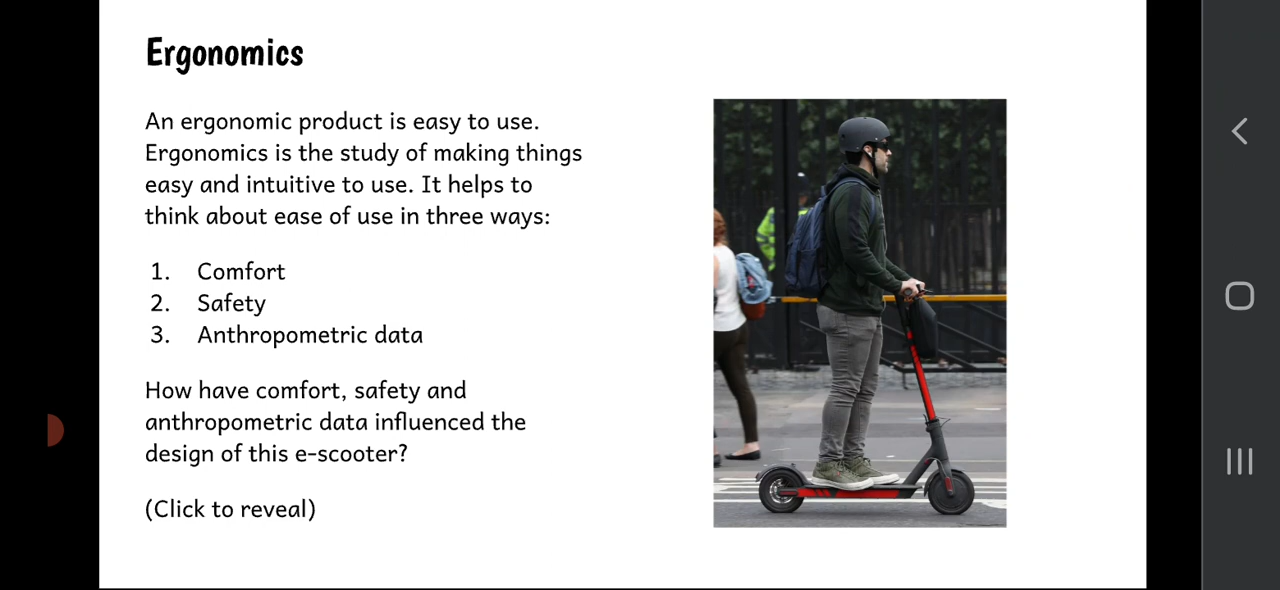 Ergonomics
An ergonomic product is easy to use.
Ergonomics is the study of making things
easy and intuitive to use. It helps to
think about ease of use in three ways:
1. Comfort
2. Safety
3. Anthropometric data
How have comfort, safety and
anthropometric data influenced the
design of this e-scooter?
(Click to reveal)